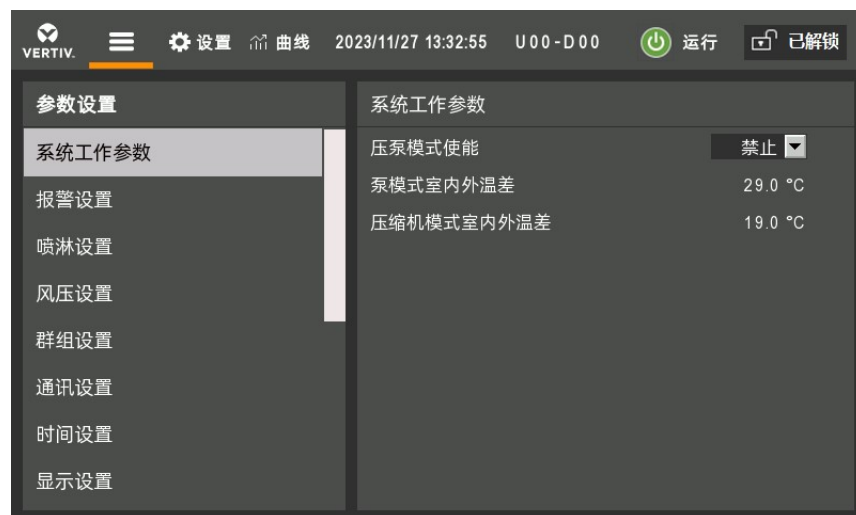 VERTIV. 设置 曲线 2023/11/27 13:32:55 U00-D00 运行 已解锁
参数设置
系统工作参数
报警设置
喷淋设置
风压设置
群组设置
通讯设置
时间设置
显示设置
系统工作参数
压泵模式使能 禁止
泵模式室内外温差 29.0 °C
压缩机模式室内外温差 19.0 °C